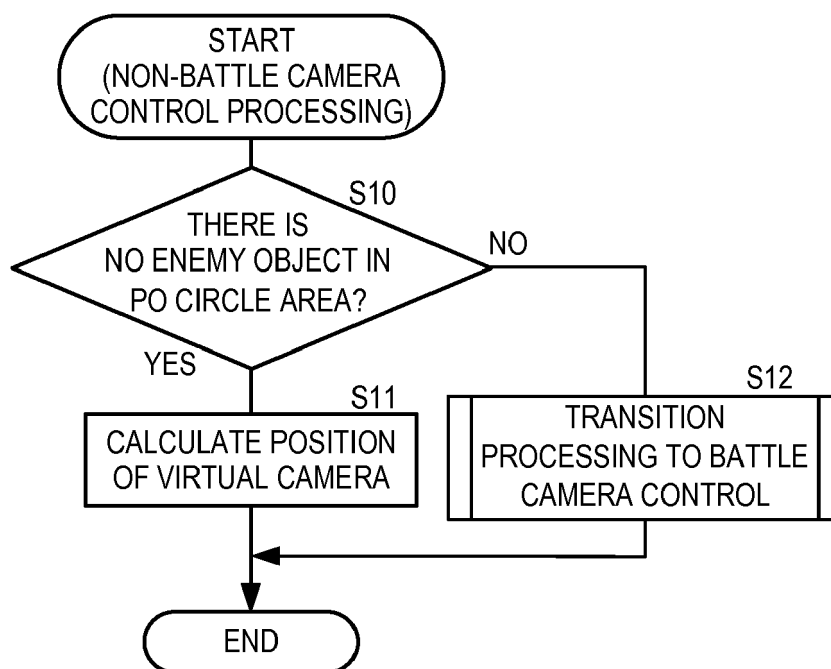 START
(NON-BATTLE CAMERA
CONTROL PROCESSING)
S10
THERE IS
NO ENEMY OBJECT IN
PO CIRCLE AREA?
NO
YES
S11
CALCULATE POSITION
OF VIRTUAL CAMERA
S12
TRANSITION
PROCESSING TO BATTLE
CAMERA CONTROL
END